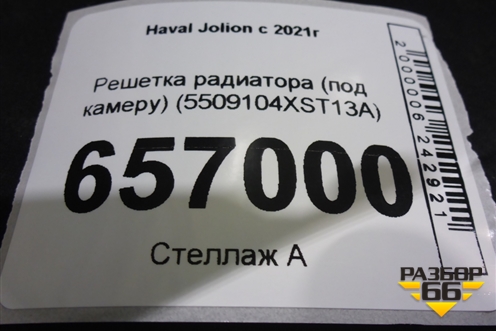 Haval Jolion с 2021г
Решетка радиатора (под
камеру) (5509104XST13A)
657000
Стеллаж А
2000006242921
РАЗБОР
66